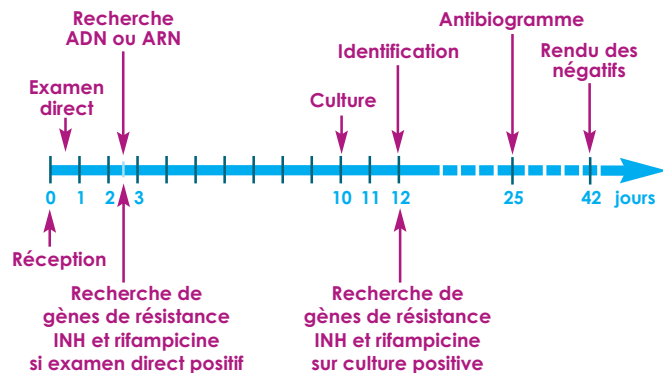 Recherche
ADN ou ARN
Antibiogramme
Identification
Rendu des
négatifs
Examen
direct
Culture
0 1 2 3 10 11 12 25 42 jours
Réception
Recherche de
gènes de résistance
INH et rifampicine
si examen direct positif
Recherche de
gènes de résistance
INH et rifampicine
sur culture positive